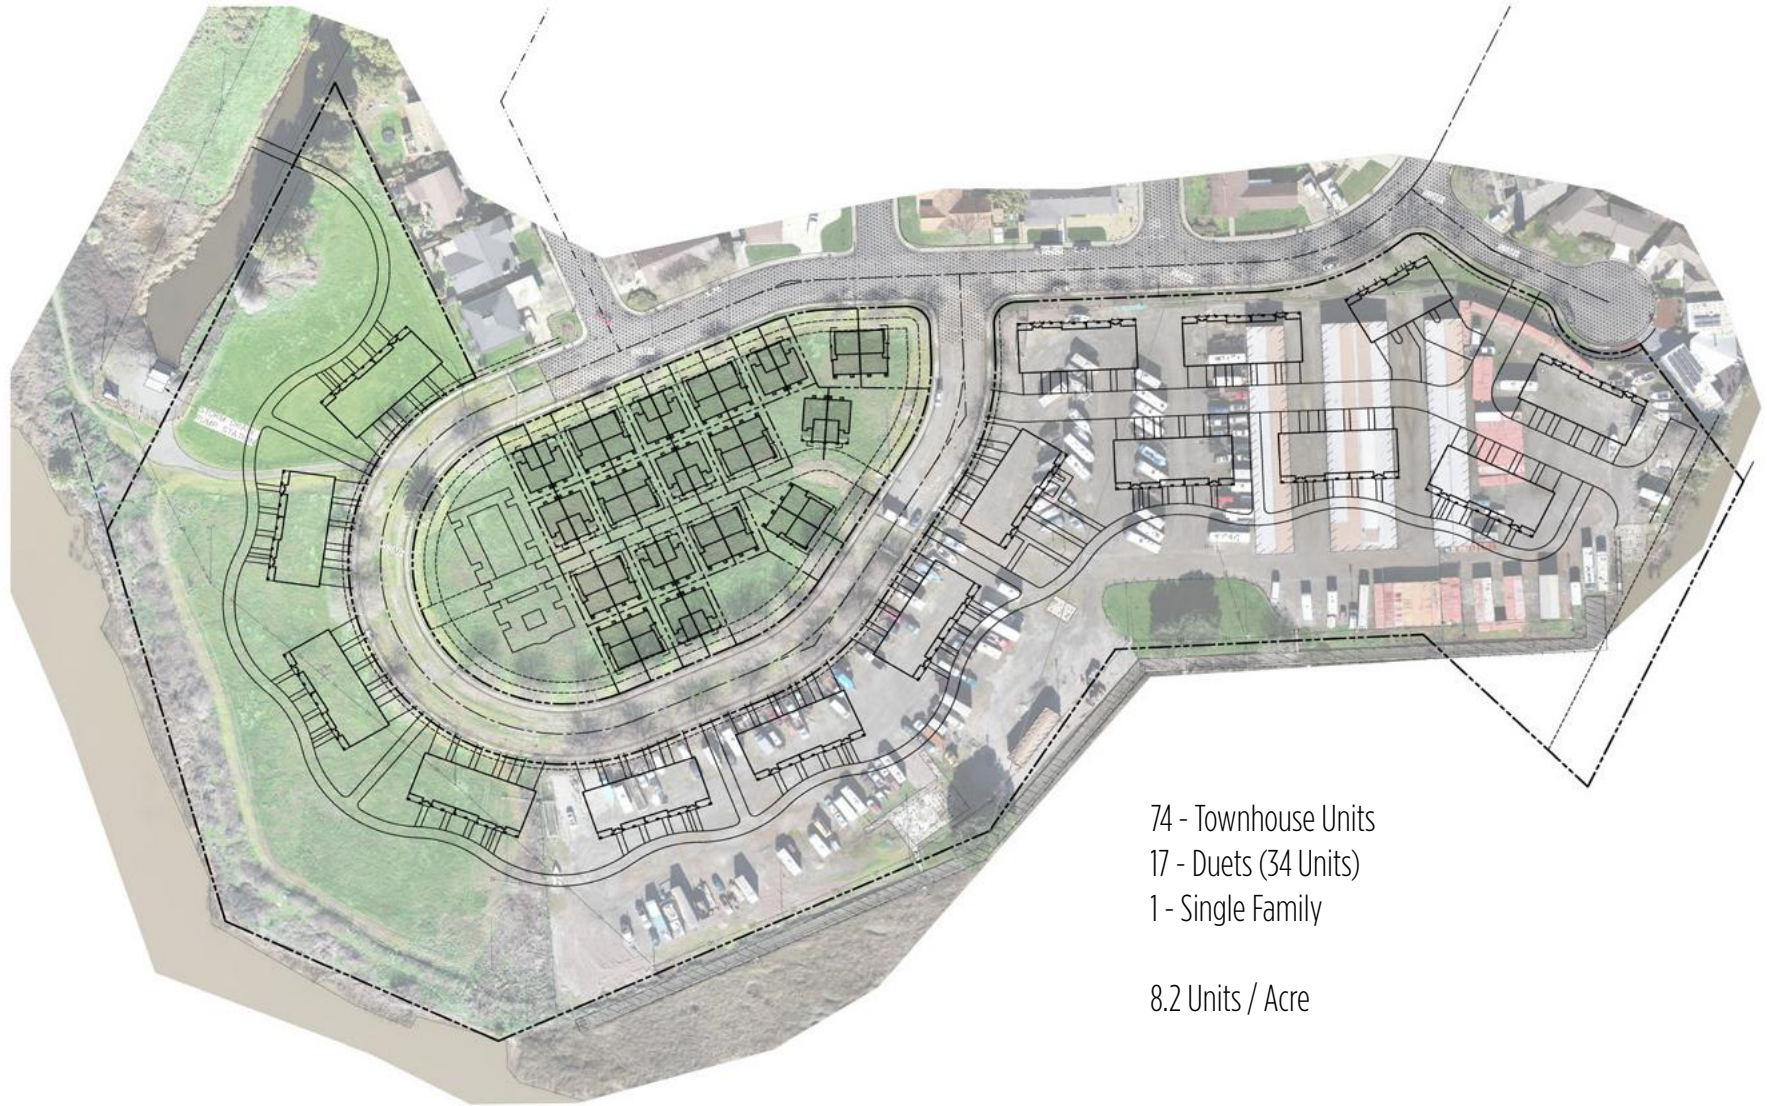 74 - Townhouse Units
17 - Duets (34 Units)
1 - Single Family
8.2 Units / Acre